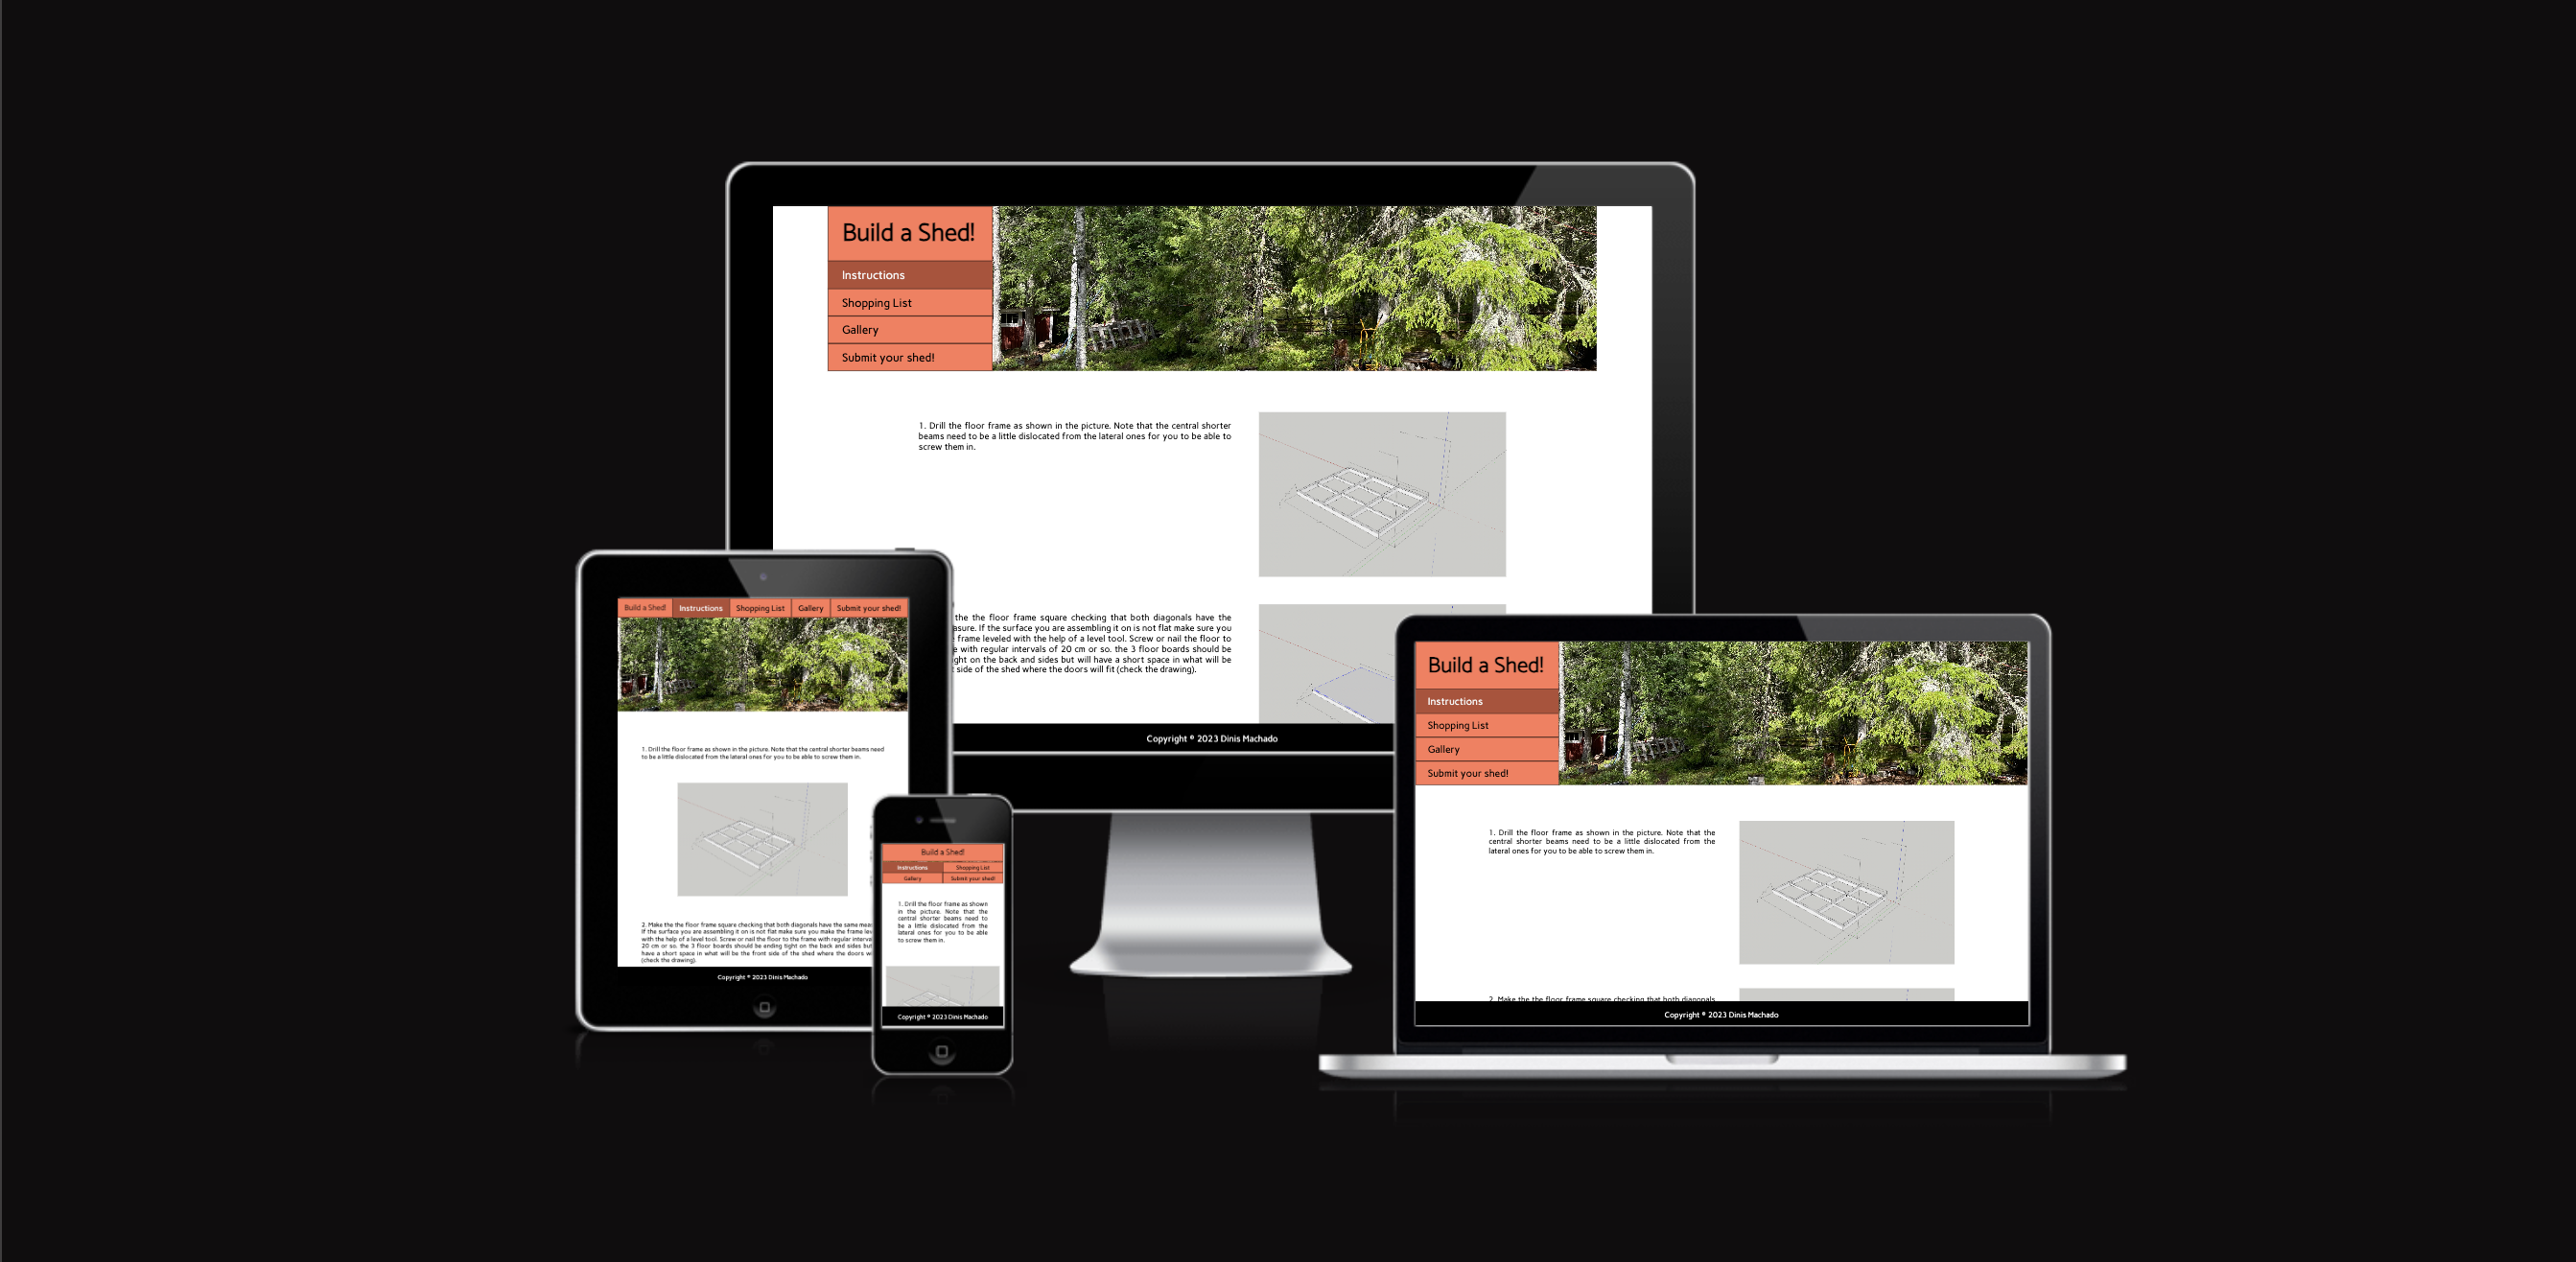 Build a Shed!
Instructions
Shopping List
Gallery
Submit your shed!
1. Drill the floor frame as shown in the picture. Note that the central shorter
beams need to be a little dislocated from the lateral ones for you to be able to
screw them in.
the the floor frame square checking that both diagonals have the
If the surface you are assembling it on is not flat make sure you
frame leveled with the help of a level tool. Screw or nail the floor to
with regular intervals of 20 cm or so. the 3 floor boards should be
on the back and sides but will have a short space in what will be
side of the shed where the doors will fit (check the drawing).
Copyright © 2023 Dinis Machado
Build a Shed!
Instructions
Shopping List
Gallery
Submit your shed!
1. Drill the floor frame as shown in the picture. Note that the central shorter beams need
to be a little dislocated from the lateral ones for you to be able to screw them in.
2. Make the the floor frame square checking that both diagonals have the same
If the surface you are assembling it on is not flat make sure you make the frame
with the help of a level tool. Screw or nail the floor to the frame with regular
20 cm or so. the 3 floor boards should be ending tight on the back and sides but
have a short space in what will be the front side of the shed where the doors
(check the drawing).
Copyright © 2023 Dinis Machado
Build a Shed!
Instructions
Shopping List
Gallery
Submit your shed!
1. Drill the floor frame as shown
in the picture. Note that the
central shorter beams need to
be a little dislocated from the
lateral ones for you to be able
to screw them in.
Copyright © 2023 Dinis Machado
Build a Shed!
Instructions
Shopping List
Gallery
Submit your shed!
1. Drill the floor frame as shown in the picture. Note that the
central shorter beams need to be a little dislocated from the
lateral ones for you to be able to screw them in.
2. Make the the floor frame square checking that both diagonals
Copyright © 2023 Dinis Machado